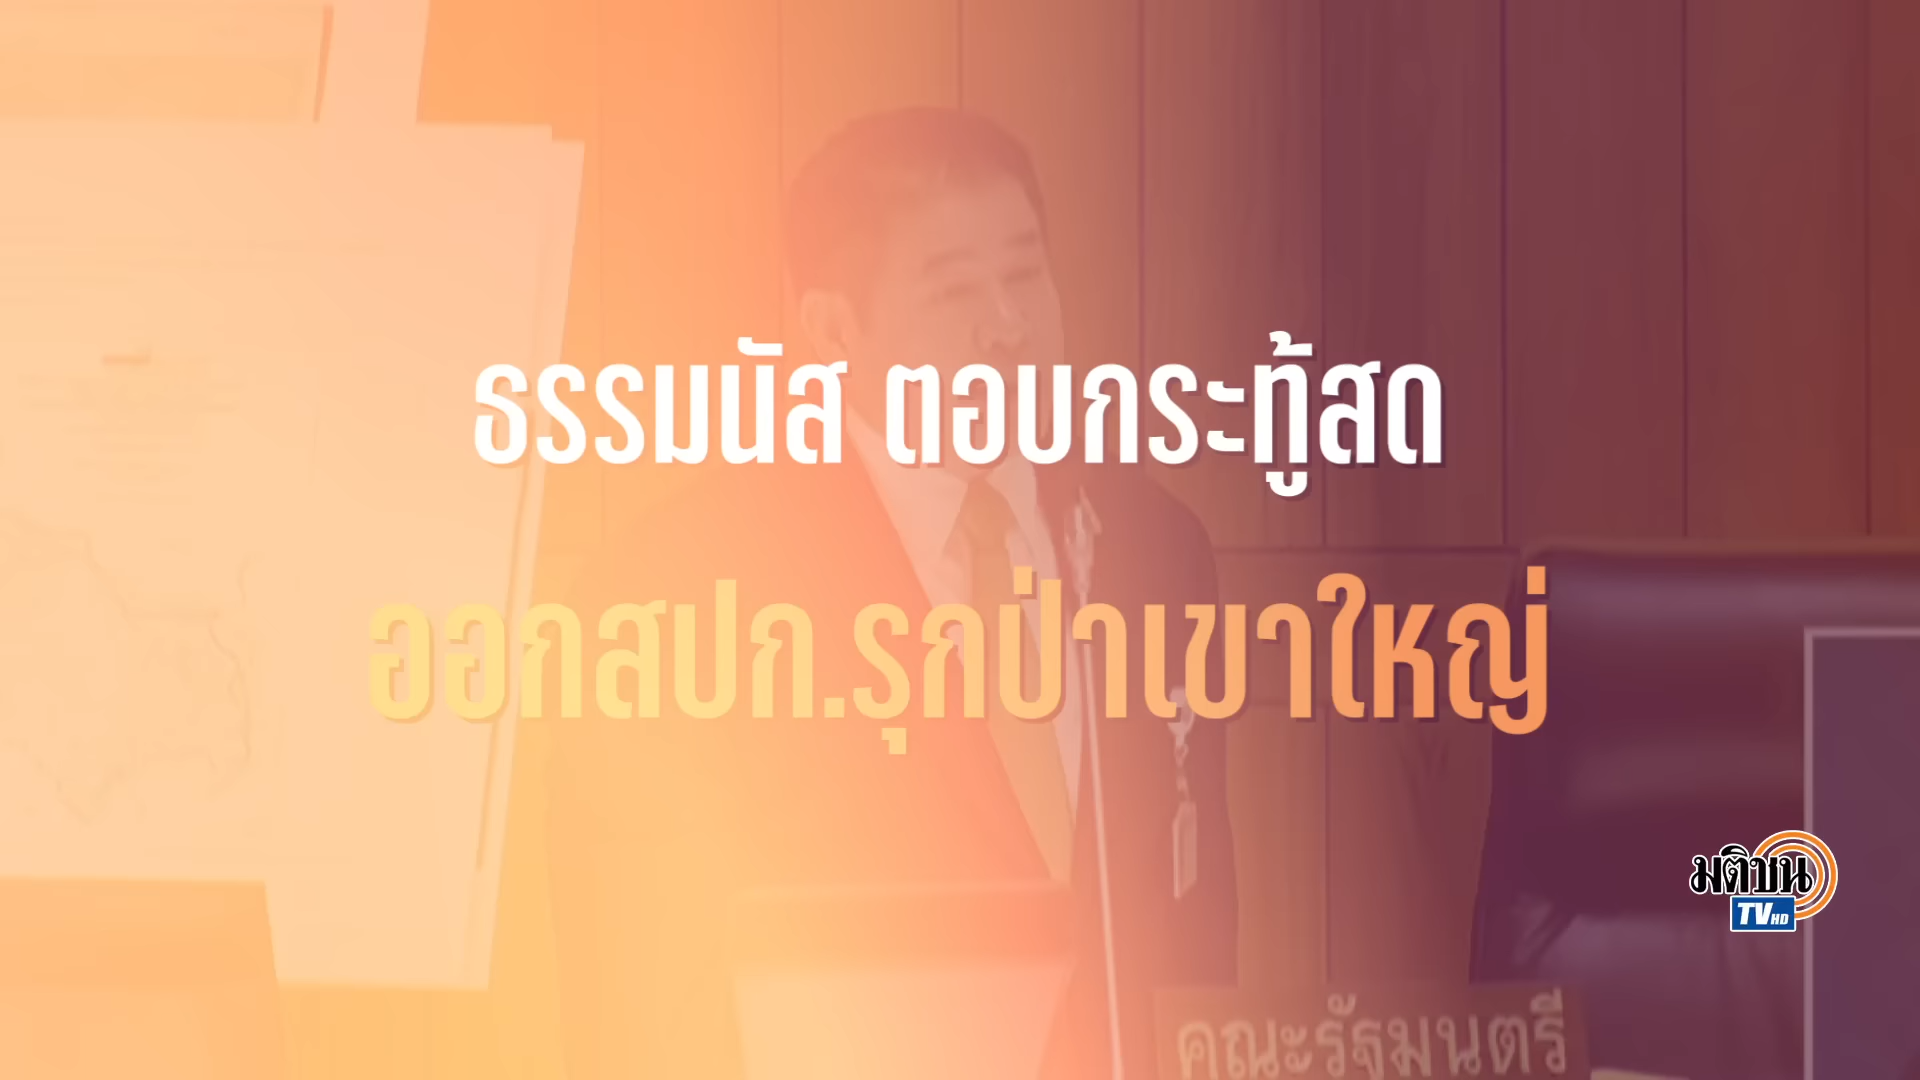 ธรรมนัส ตอบกระทู้สด
ออกสปก.รุกป่าเขาใหญ่
มติชน
TV HD
คณะรัฐมนตรี